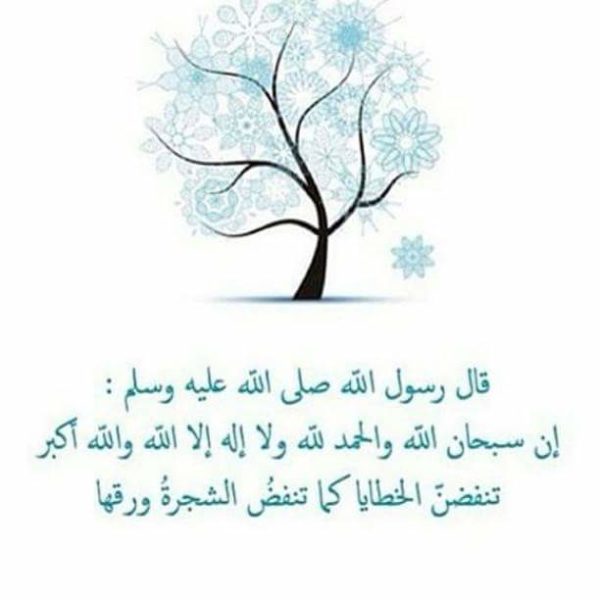 قال رسول الله صلى الله عليه وسلم :
إن سبحان الله والحمد لله ولا إله إلا الله والله أكبر
تنفضنّ الخطايا كما تنفضُ الشجرةُ ورقها